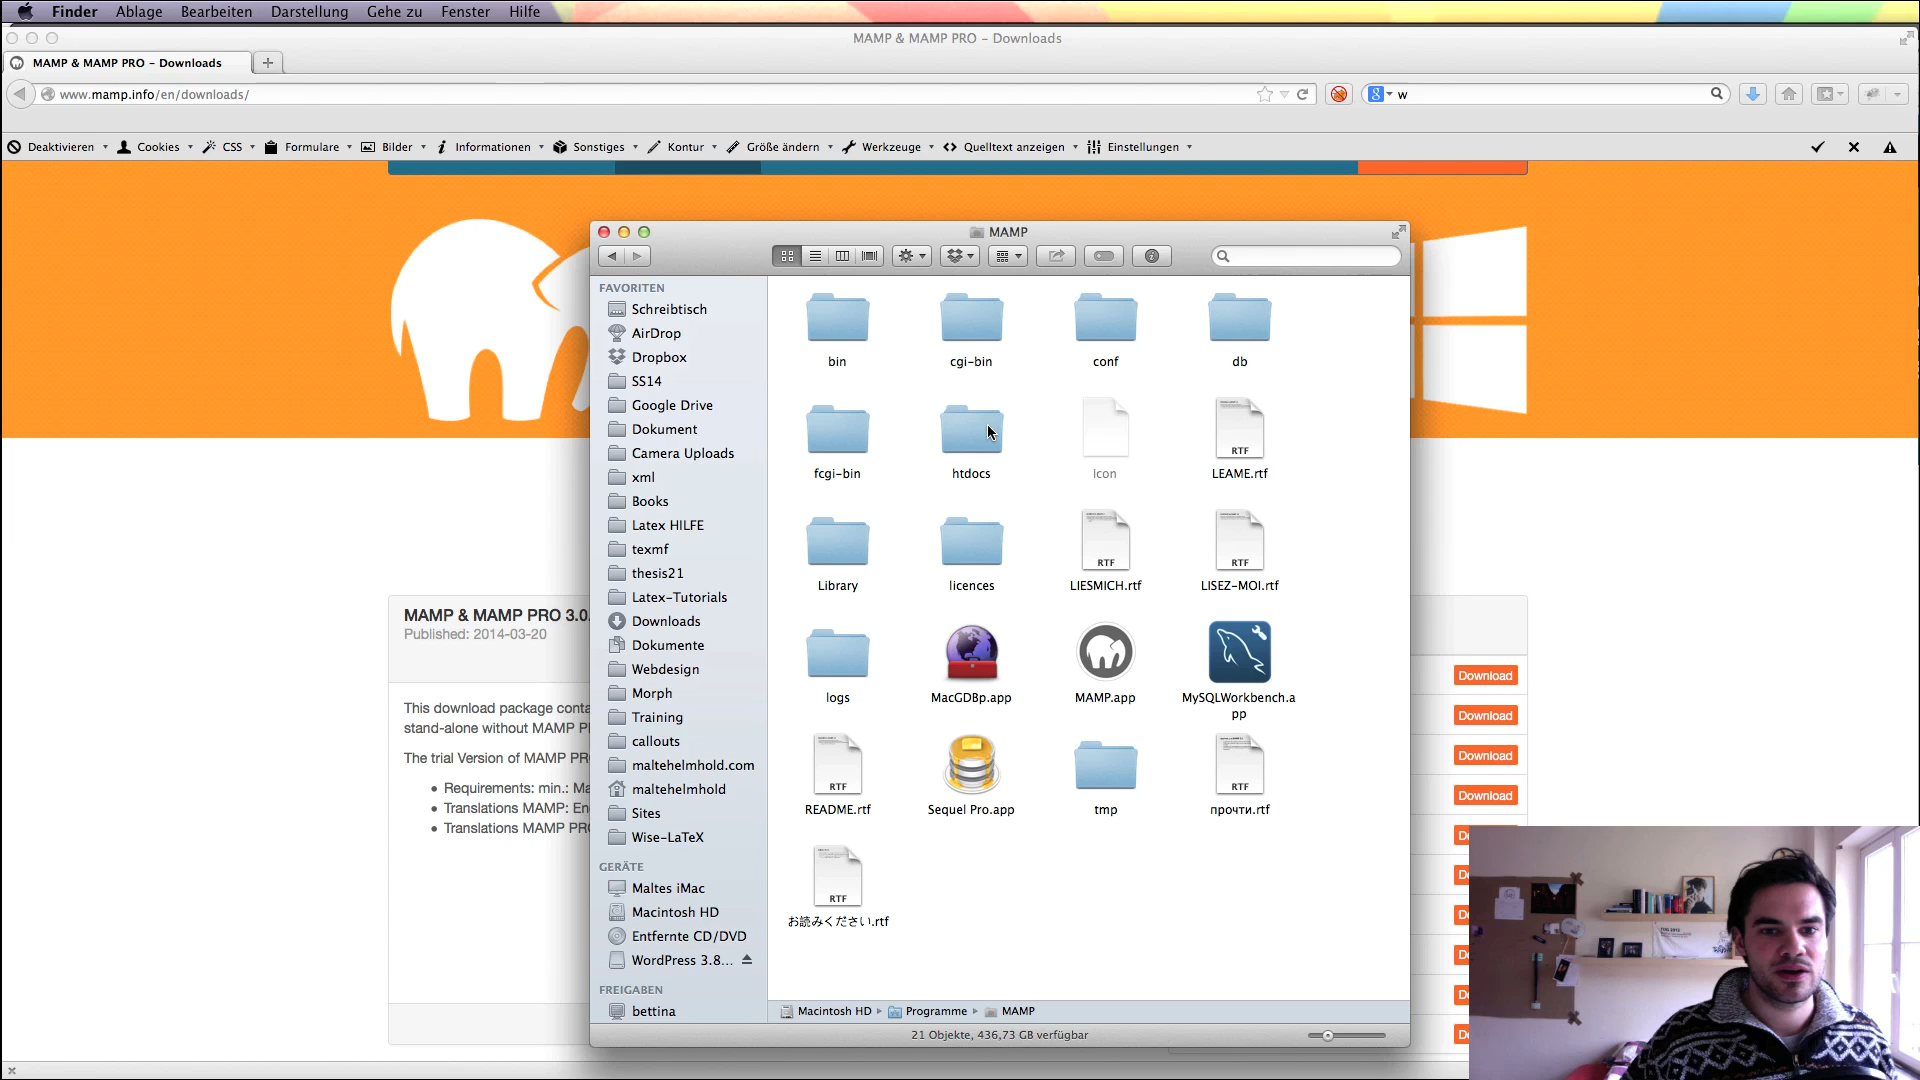 Finder Ablage Bearbeiten Darstellung Gehe zu Fenster Hilfe
MAMP & MAMP PRO – Downloads
MAMP & MAMP PRO – Downloads
www.mamp.info/en/downloads/
w
Deaktivieren Cookies CSS Formulare Bilder Informationen Sonstiges Kontur Größe ändern Werkzeuge Quelltext anzeigen Einstellungen
MAMP
FAVORITEN
Schreibtisch
AirDrop
Dropbox
SS14
Google Drive
Dokument
Camera Uploads
xml
Books
Latex HILFE
texmf
thesis21
Latex-Tutorials
Downloads
Dokumente
Webdesign
Morph
Training
callouts
maltehelmhold.com
maltehelmhold
Sites
Wise-LaTeX
GERÄTE
Maltes iMac
Macintosh HD
Entfernte CD/DVD
WordPress 3.8...
FREIGABEN
bettina
bin cgi-bin conf db
fcgi-bin htdocs Icon LEAME.rtf
Library licences LIESMICH.rtf LISEZ-MOI.rtf
logs MacGDBp.app MAMP.app MySQLWorkbench.a
pp
README.rtf Sequel Pro.app tmp прочти.rtf
お読みください.rtf
RTF
RTF
RTF
RTF
RTF
RTF
Macintosh HD Programme MAMP
21 Objekte, 436,73 GB verfügbar
MAMP & MAMP PRO 3.0.
Published: 2014-03-20
This download package conta
stand-alone without MAMP P
The trial Version of MAMP PR
Requirements: min.: Ma
Translations MAMP: En
Translations MAMP PR
Download
Download
Download
Download